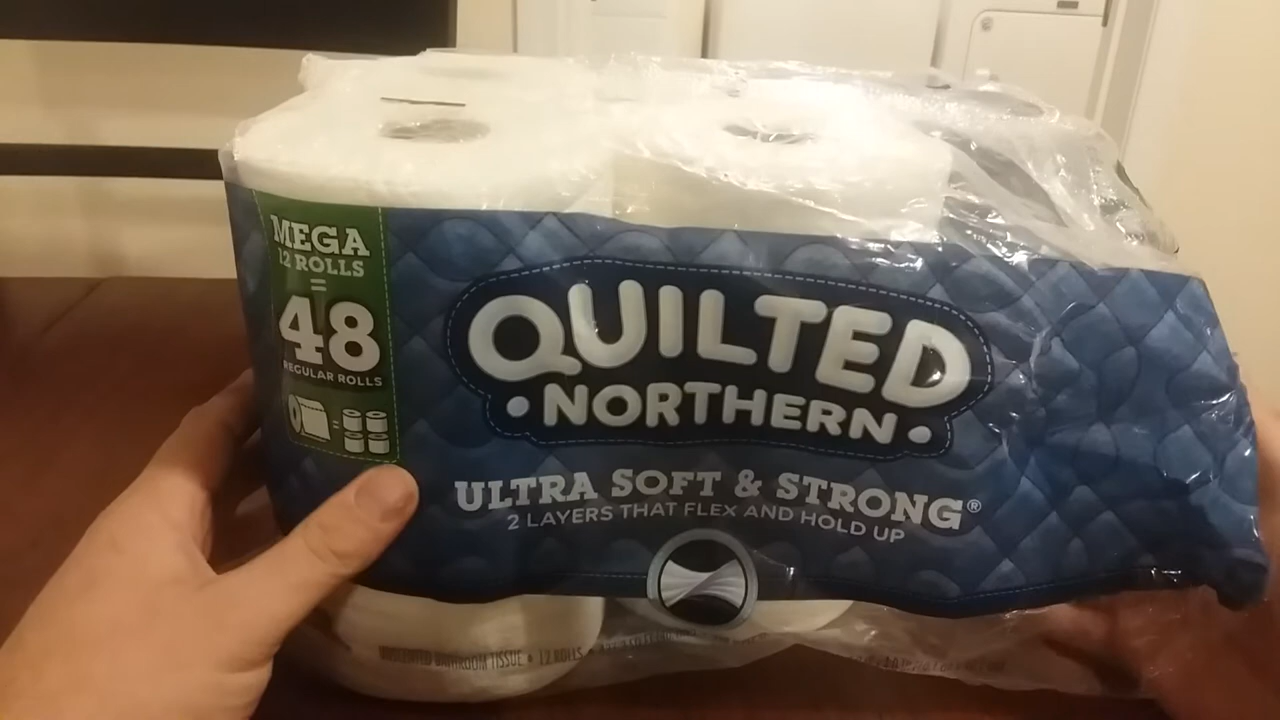 MEGA
12 ROLLS
=
48
REGULAR ROLLS
=
QUILTED
• NORTHERN •
ULTRA SOFT & STRONG®
2 LAYERS THAT FLEX AND HOLD UP
UNSCENTED BATHROOM TISSUE • 12 ROLLS •